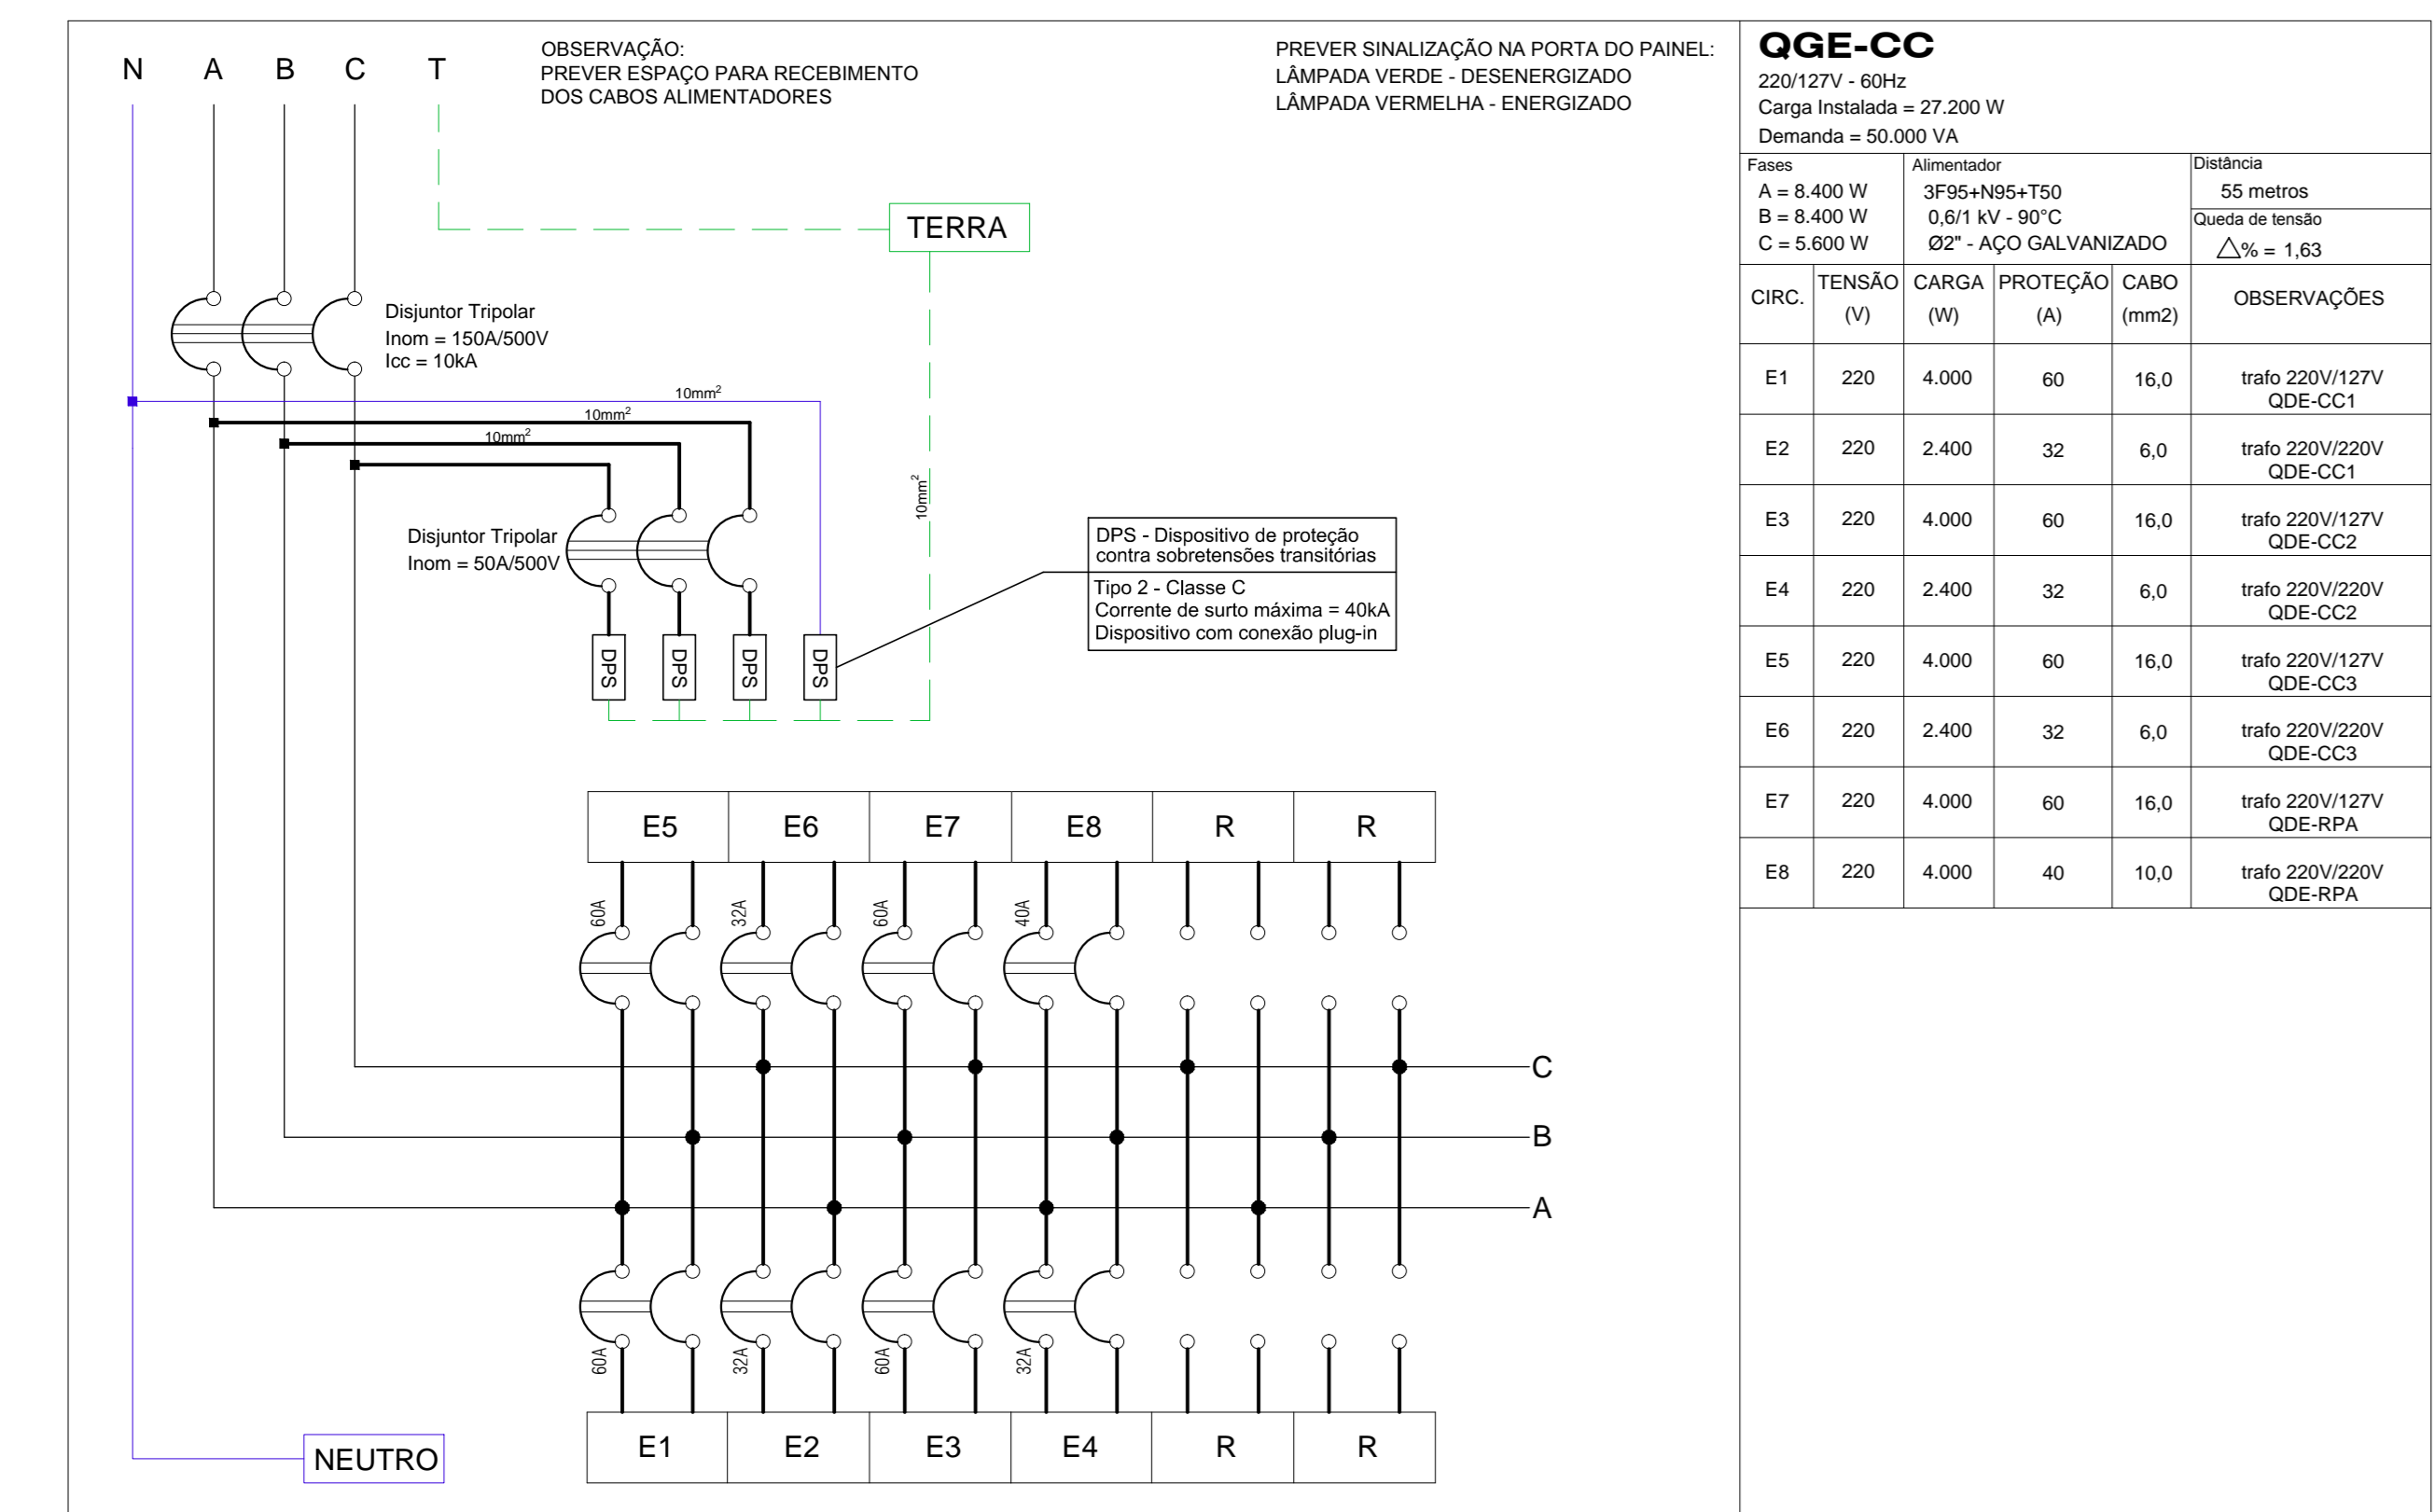 N A B C T
OBSERVAÇÃO:
PREVER ESPAÇO PARA RECEBIMENTO
DOS CABOS ALIMENTADORES
PREVER SINALIZAÇÃO NA PORTA DO PAINEL:
LÂMPADA VERDE - DESENERGIZADO
LÂMPADA VERMELHA - ENERGIZADO
TERRA
Disjuntor Tripolar
Inom = 150A/500V
Icc = 10kA
10mm²
10mm²
10mm²
10mm²
Disjuntor Tripolar
Inom = 50A/500V
DPS - Dispositivo de proteção
contra sobretensões transitórias
Tipo 2 - Classe C
Corrente de surto máxima = 40kA
Dispositivo com conexão plug-in
DPS DPS DPS DPS
E5 E6 E7 E8 R R
60A 32A 60A 40A
C
B
A
60A 32A 60A 32A
E1 E2 E3 E4 R R
NEUTRO
QGE-CC
220/127V - 60Hz
Carga Instalada = 27.200 W
Demanda = 50.000 VA
Fases
A = 8.400 W
B = 8.400 W
C = 5.600 W
Alimentador
3F95+N95+T50
0,6/1 kV - 90°C
Ø2" - AÇO GALVANIZADO
Distância
55 metros
Queda de tensão
△% = 1,63
CIRC. TENSÃO CARGA PROTEÇÃO CABO OBSERVAÇÕES
(V) (W) (A) (mm2)
E1 220 4.000 60 16,0 trafo 220V/127V
QDE-CC1
E2 220 2.400 32 6,0 trafo 220V/220V
QDE-CC1
E3 220 4.000 60 16,0 trafo 220V/127V
QDE-CC2
E4 220 2.400 32 6,0 trafo 220V/220V
QDE-CC2
E5 220 4.000 60 16,0 trafo 220V/127V
QDE-CC3
E6 220 2.400 32 6,0 trafo 220V/220V
QDE-CC3
E7 220 4.000 60 16,0 trafo 220V/127V
QDE-RPA
E8 220 4.000 40 10,0 trafo 220V/220V
QDE-RPA